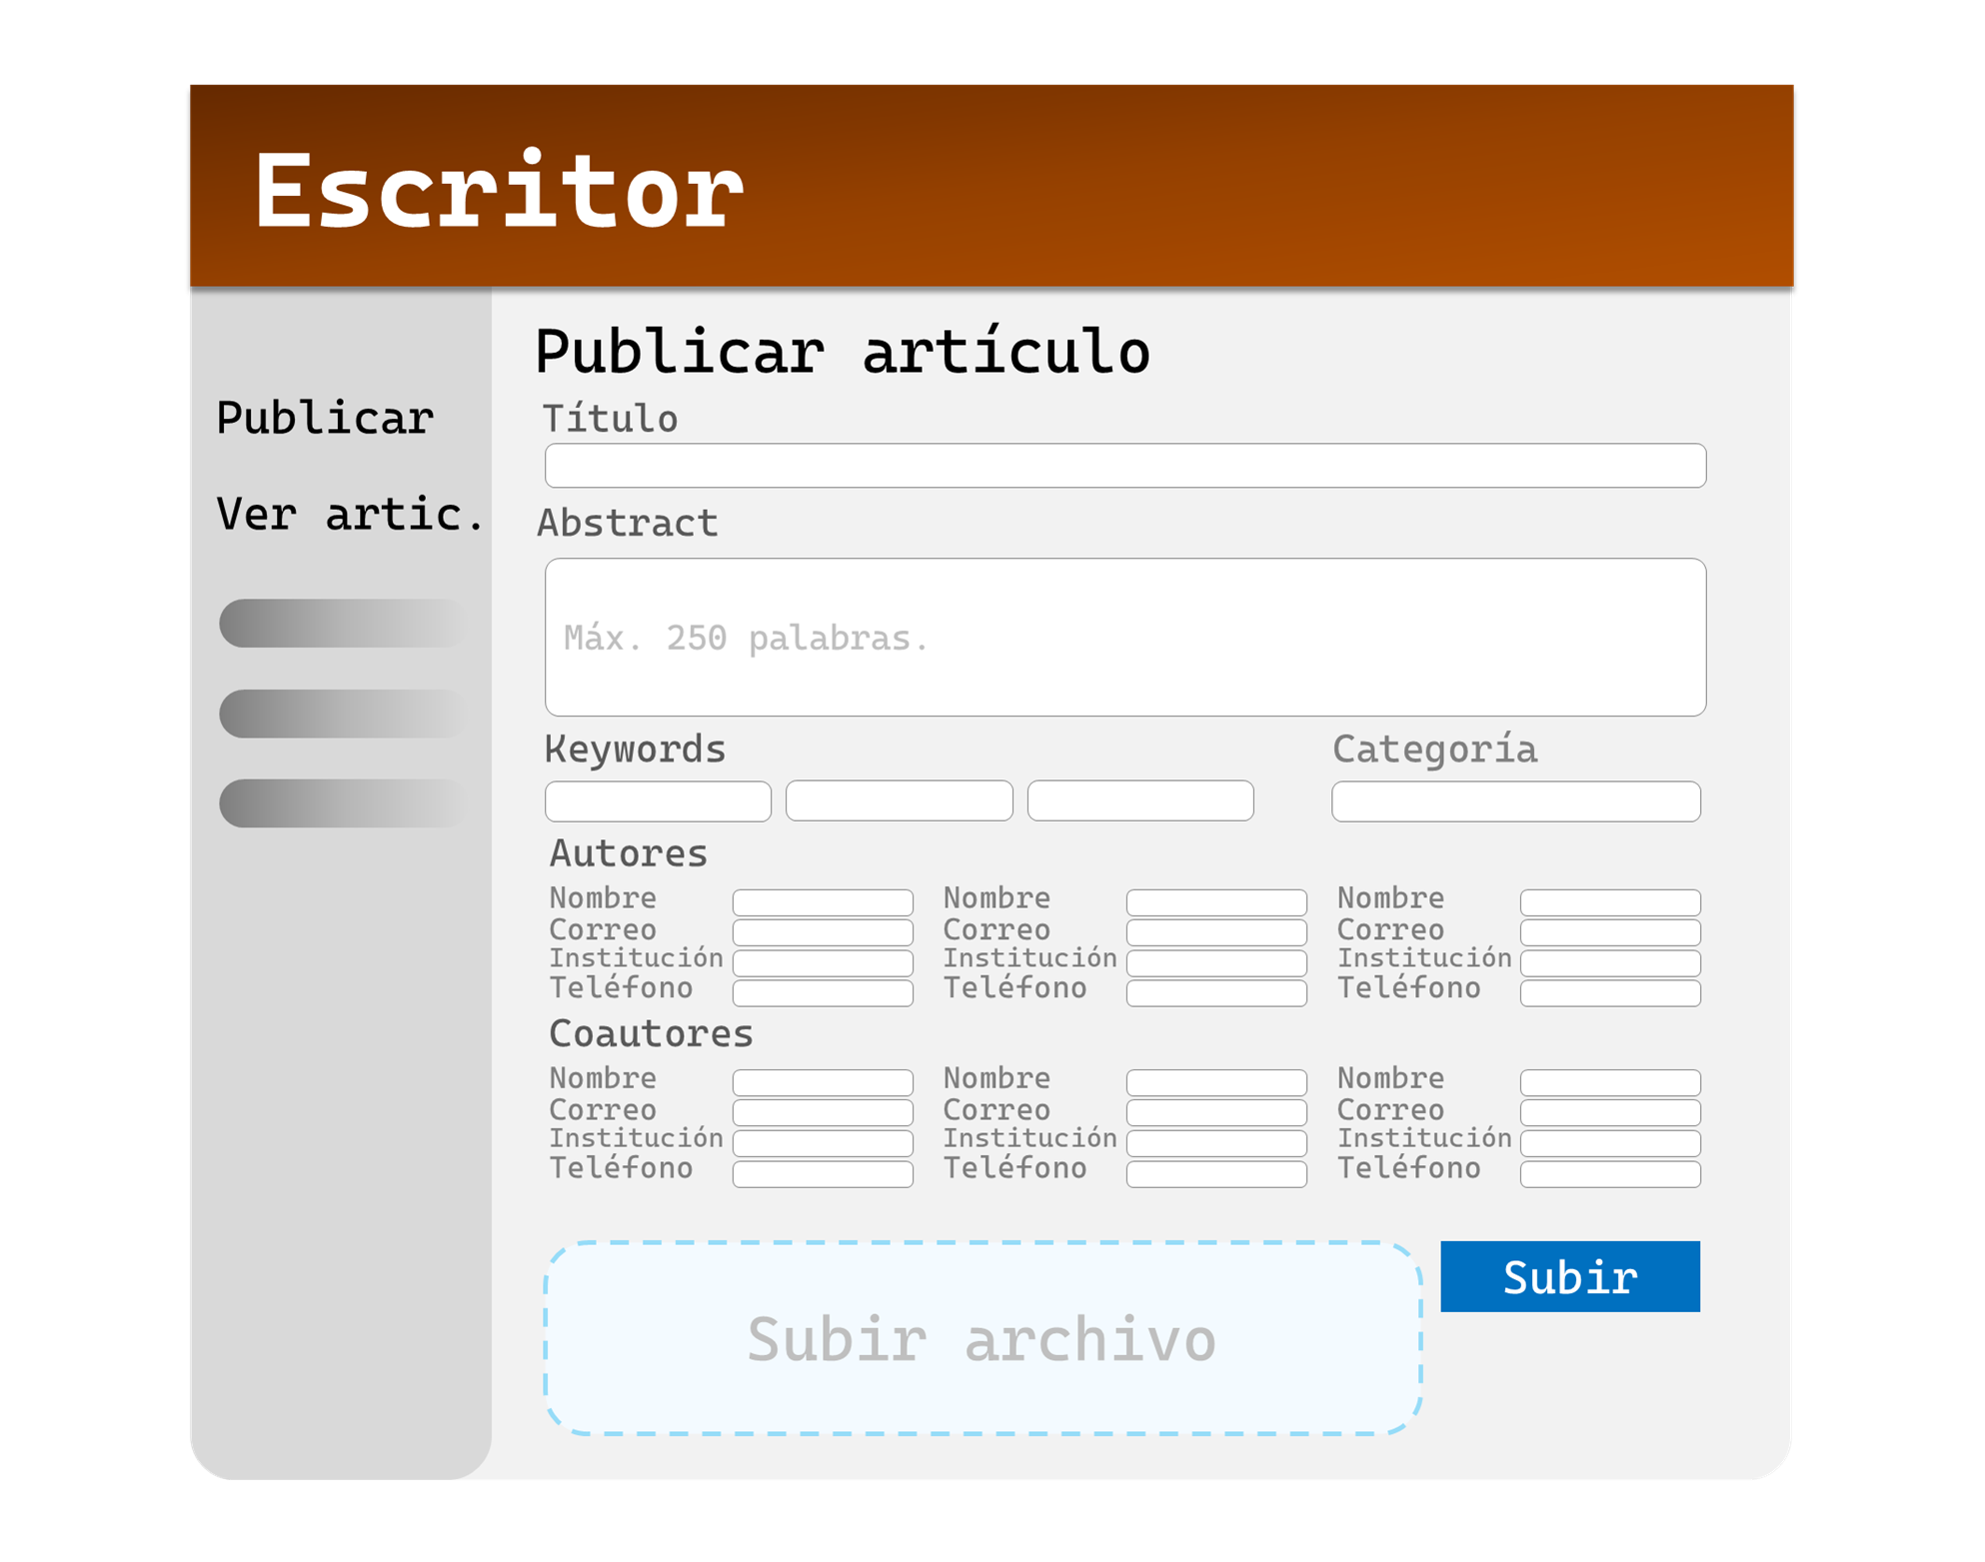 Escritor
Publicar
Ver artic.
Publicar artículo
Título
Abstract
Máx. 250 palabras.
Keywords Categoría
Autores
Nombre Nombre Nombre
Correo Correo Correo
Institución Institución Institución
Teléfono Teléfono Teléfono
Coautores
Nombre Nombre Nombre
Correo Correo Correo
Institución Institución Institución
Teléfono Teléfono Teléfono
Subir archivo
Subir